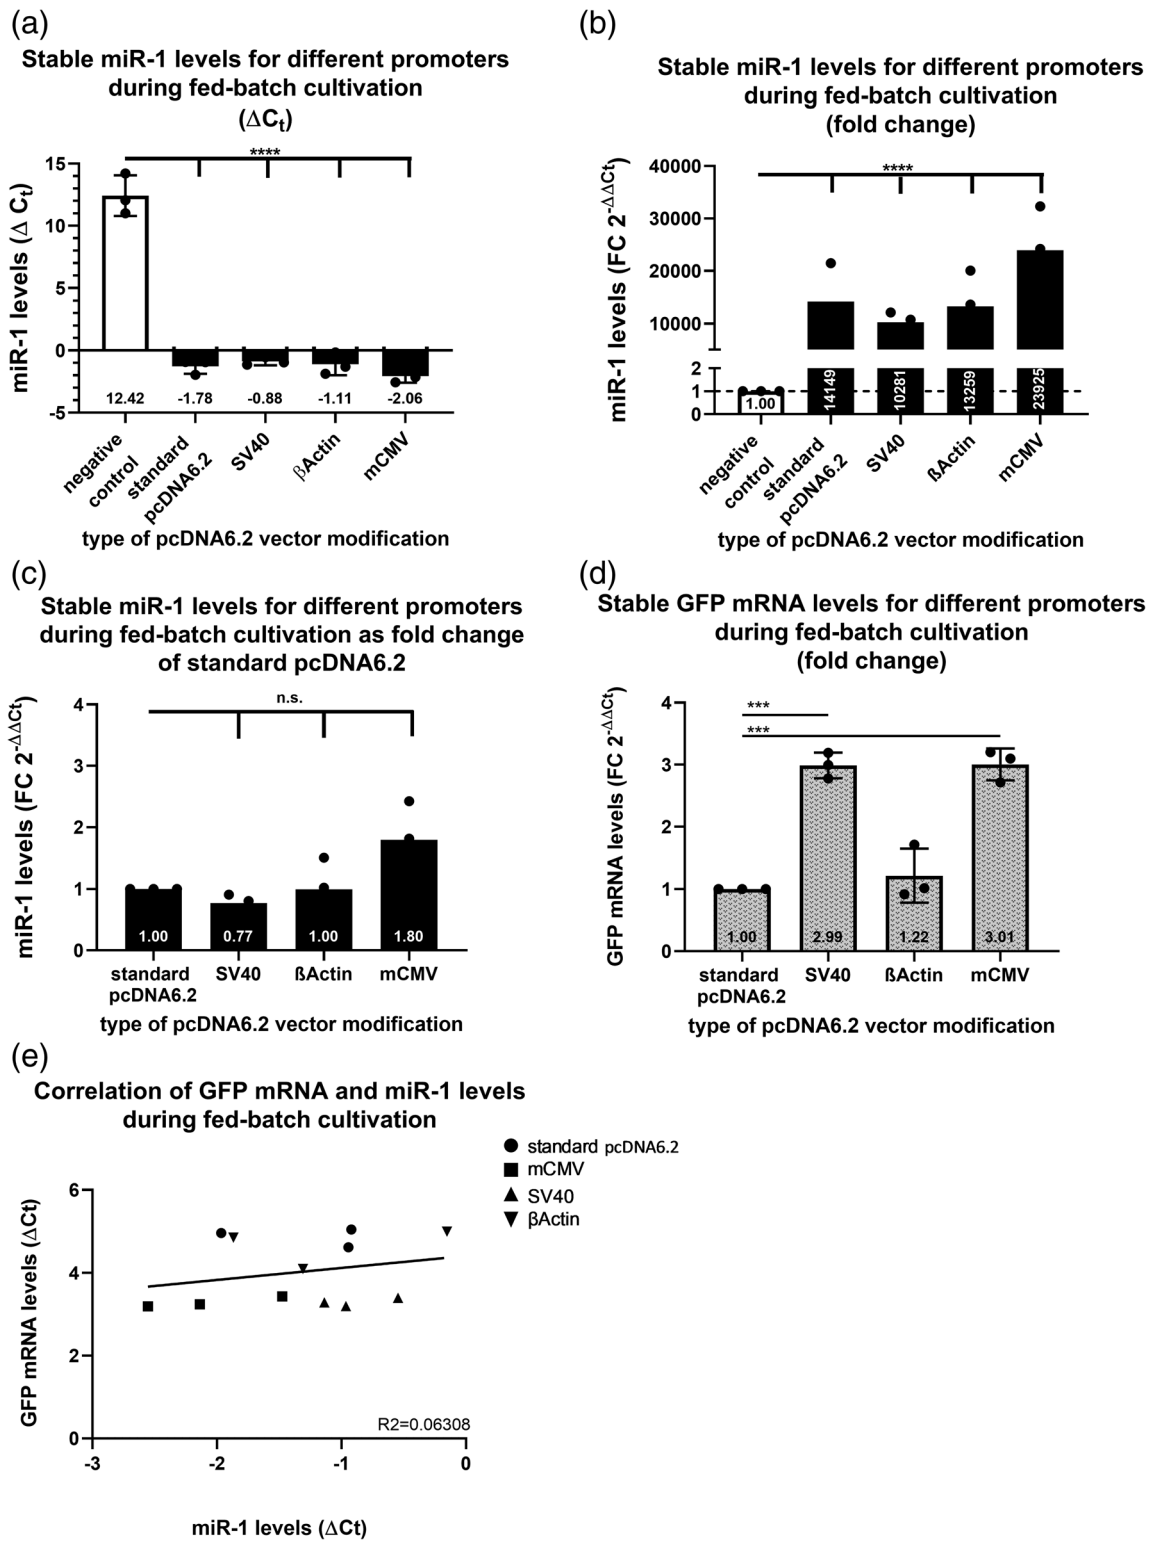 (a)
Stable miR-1 levels for different promoters
during fed-batch cultivation
(ΔCt)
****
miR-1 levels (Δ Ct)
15
10
5
0
-5
12.42
-1.78
-0.88
-1.11
-2.06
negative
control
standard
pcDNA6.2
SV40
βActin
mCMV
type of pcDNA6.2 vector modification
(b)
Stable miR-1 levels for different promoters
during fed-batch cultivation
(fold change)
****
miR-1 levels (FC 2-ΔΔCt)
40000
30000
20000
10000
2
1
0
1.00
14149
10281
13259
23925
negative
control
standard
pcDNA6.2
SV40
ßActin
mCMV
type of pcDNA6.2 vector modification
(c)
Stable miR-1 levels for different promoters
during fed-batch cultivation as fold change
of standard pcDNA6.2
n.s.
miR-1 levels (FC 2-ΔΔCt)
4
3
2
1
0
1.00
0.77
1.00
1.80
standard
pcDNA6.2
SV40
ßActin
mCMV
type of pcDNA6.2 vector modification
(d)
Stable GFP mRNA levels for different promoters
during fed-batch cultivation
(fold change)
***
***
GFP mRNA levels (FC 2-ΔΔCt)
4
3
2
1
0
1.00
2.99
1.22
3.01
standard
pcDNA6.2
SV40
ßActin
mCMV
type of pcDNA6.2 vector modification
(e)
Correlation of GFP mRNA and miR-1 levels
during fed-batch cultivation
standard pcDNA6.2
mCMV
SV40
βActin
GFP mRNA levels (ΔCt)
6
4
2
0
R2=0.06308
-3
-2
-1
0
miR-1 levels (ΔCt)